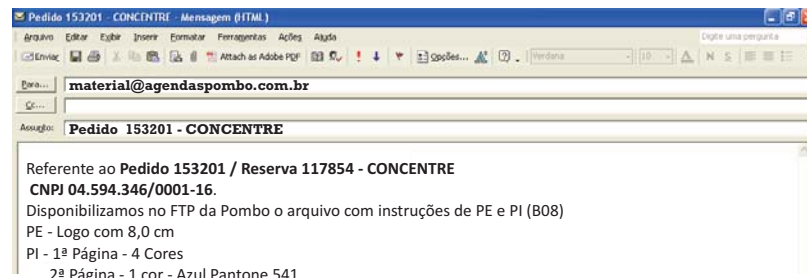 Pedido 153201 - CONCENTRE - Mensagem (HTML)
Arquivo Editar Exibir Inserir Formatar Ferramentas Ações Ajuda Digite uma pergunta
Enviar Attach as Adobe PDF Opções... Verdana 10 A N S
Para... material@agendaspombo.com.br
Cc...
Assunto: Pedido 153201 - CONCENTRE
Referente ao Pedido 153201 / Reserva 117854 - CONCENTRE
CNPJ 04.594.346/0001-16.
Disponibilizamos no FTP da Pombo o arquivo com instruções de PE e PI (B08)
PE - Logo com 8,0 cm
PI - 1ª Página - 4 Cores
2ª Página - 1 cor - Azul Pantone 541